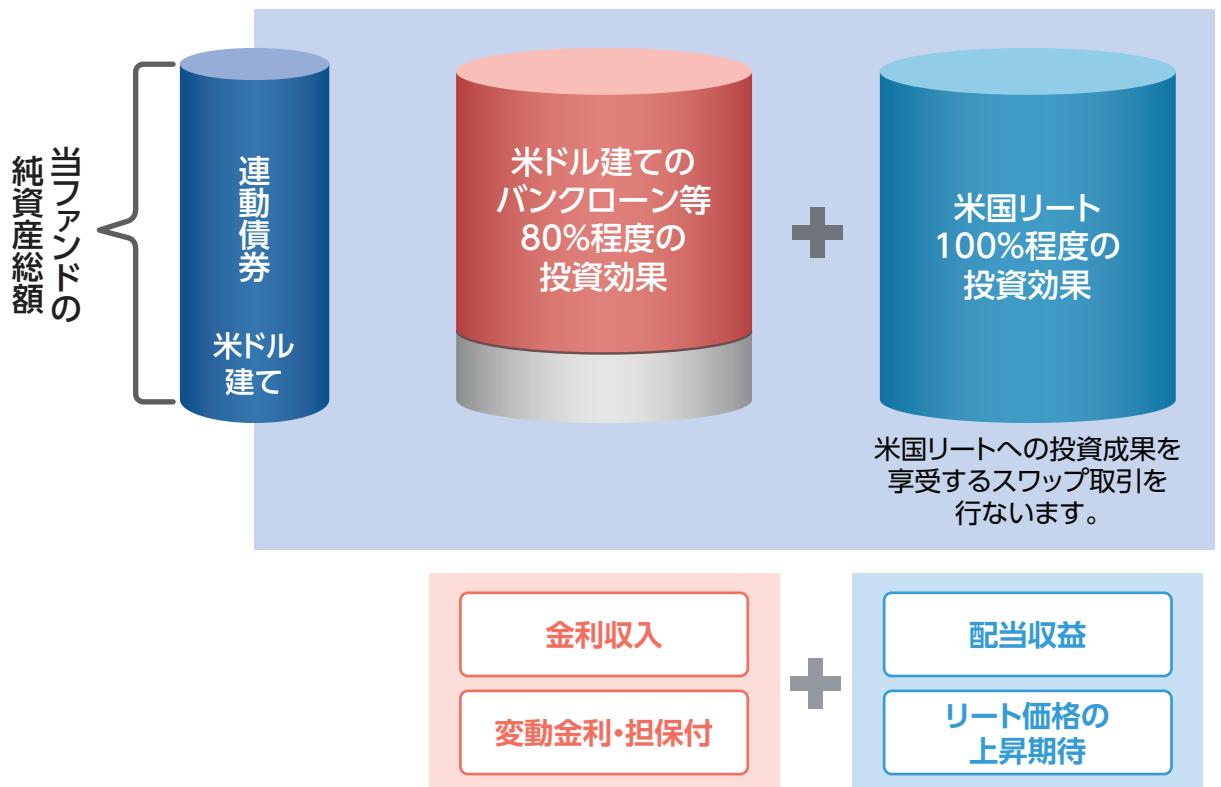 当ファンドの
純資産総額
連動債券
米ドル
建て
米ドル建ての
バンクローン等
80%程度の
投資効果
米国リート
100%程度の
投資効果
米国リートへの投資成果を
享受するスワップ取引を
行ないます。
金利収入
変動金利・担保付
配当収益
リート価格の
上昇期待